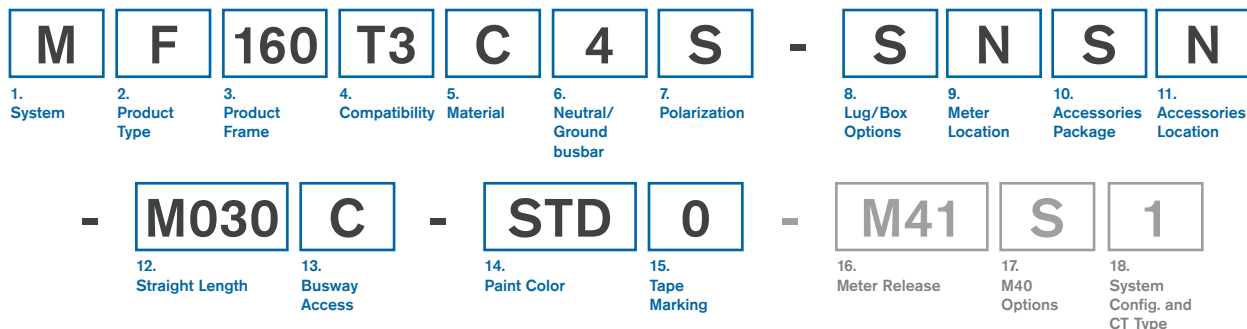 M F 160 T3 C 4 S - S N S N
1. 2. 3. 4. 5. 6. 7. 8. 9. 10. 11.
System Product Product Compatibility Material Neutral/ Polarization Lug/Box Meter Accessories Accessories
Type Frame Ground Options Location Package Location
busbar
- M030 C - STD 0 - M41 S 1
12. 13. 14. 15. 16. 17. 18.
Straight Length Busway Paint Color Tape Meter Release M40 System
Access Marking Options Config. and
CT Type